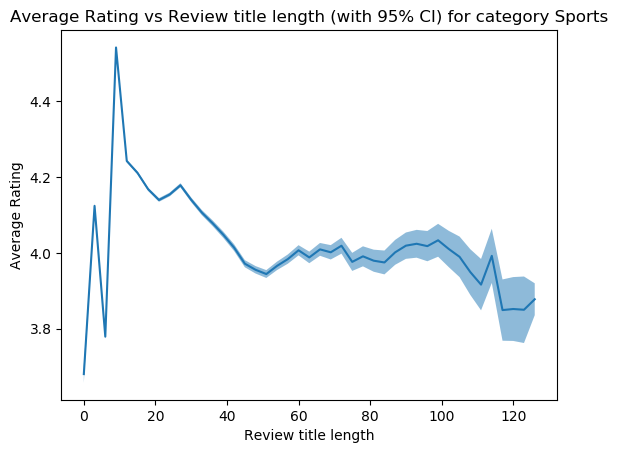 Average Rating vs Review title length (with 95% CI) for category Sports
4.4
4.2
4.0
3.8
Average Rating
0 20 40 60 80 100 120
Review title length